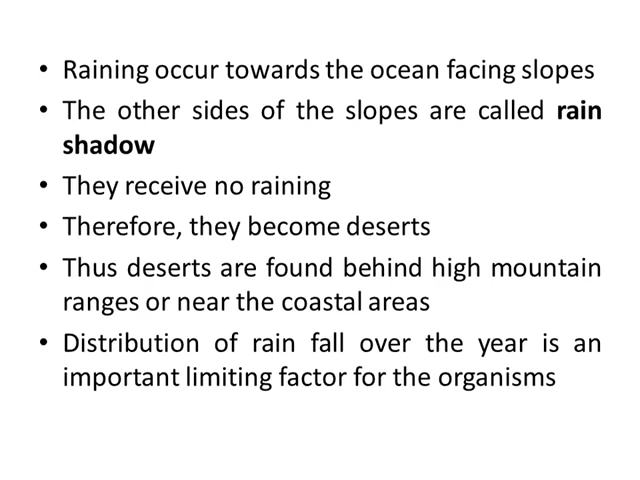 • Raining occur towards the ocean facing slopes
• The other sides of the slopes are called rain
shadow
• They receive no raining
• Therefore, they become deserts
• Thus deserts are found behind high mountain
ranges or near the coastal areas
• Distribution of rain fall over the year is an
important limiting factor for the organisms